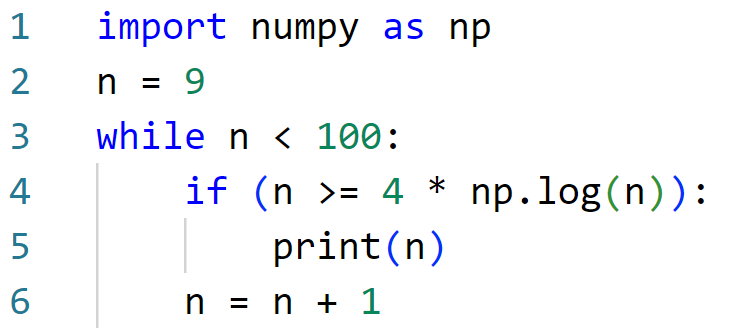 1 import numpy as np
2 n = 9
3 while n < 100:
4     if (n >= 4 * np.log(n)):
5         print(n)
6     n = n + 1